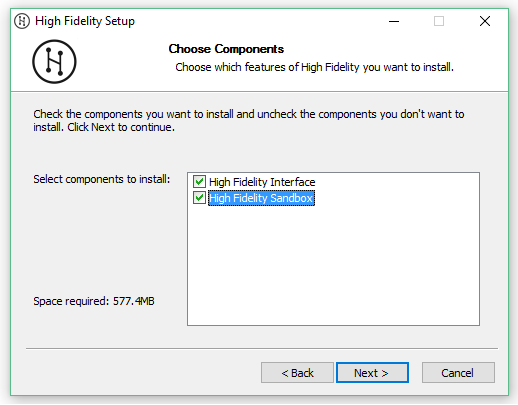 High Fidelity Setup
Choose Components
Choose which features of High Fidelity you want to install.
Check the components you want to install and uncheck the components you don't want to
install. Click Next to continue.
Select components to install:
High Fidelity Interface
High Fidelity Sandbox
Space required: 577.4MB
< Back
Next >
Cancel